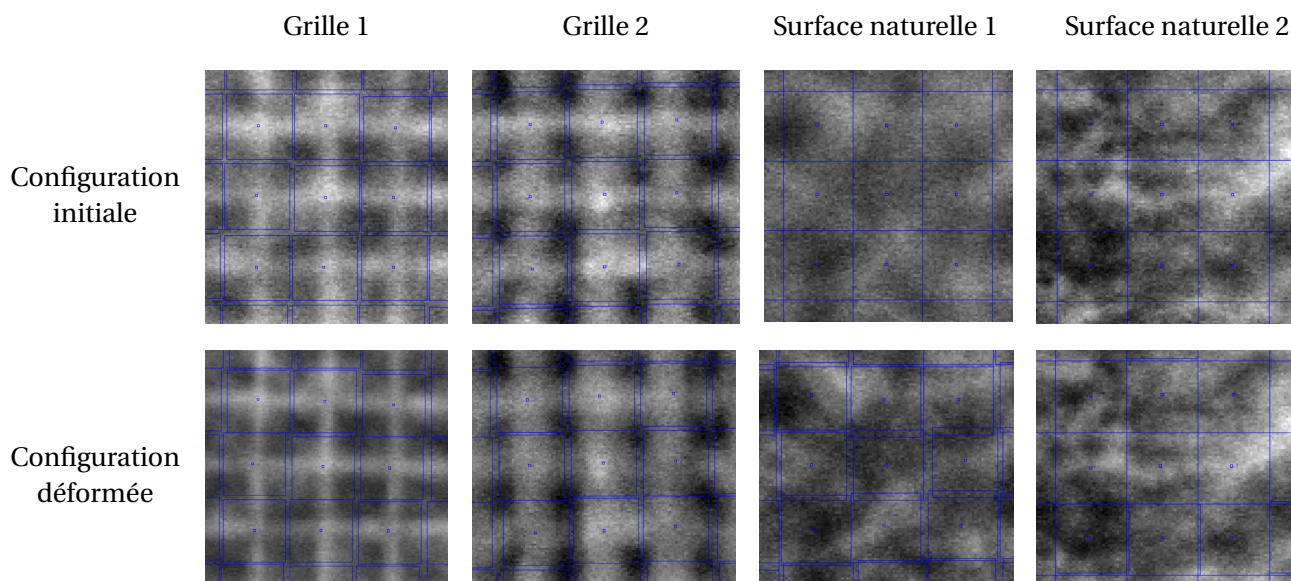 Grille 1
Grille 2
Surface naturelle 1
Surface naturelle 2
Configuration
initiale
Configuration
déformée